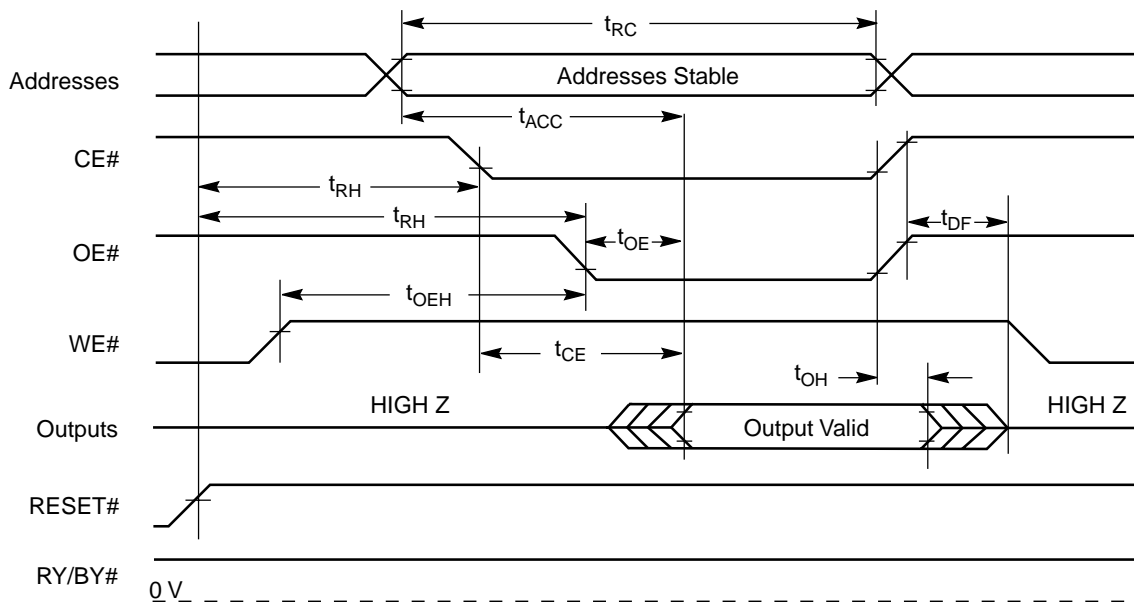 tRC
Addresses
Addresses Stable
tACC
CE#
tRH
tRH
tDF
OE#
tOE
tOEH
WE#
tCE
tOH
HIGH Z
HIGH Z
Outputs
Output Valid
RESET#
RY/BY#
0 V